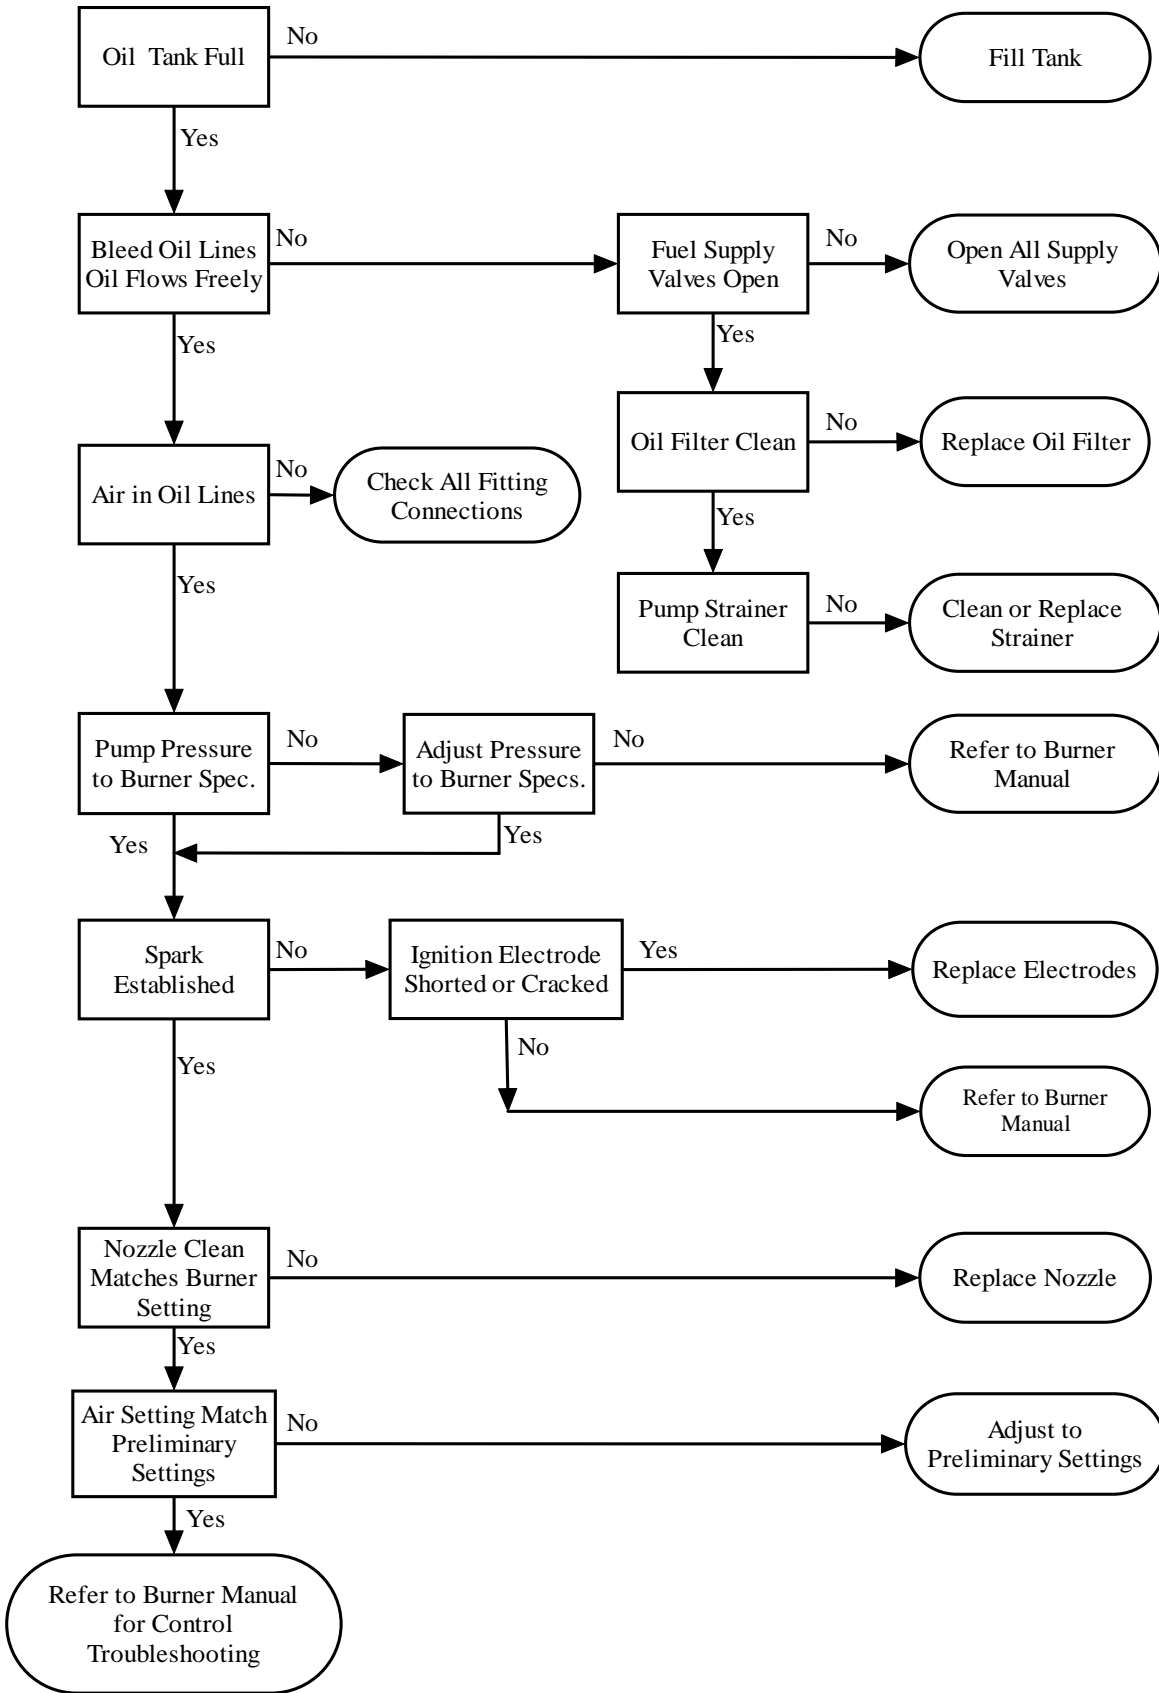 Oil Tank Full
No
Fill Tank
Yes
Bleed Oil Lines
Oil Flows Freely
No
Fuel Supply
Valves Open
No
Open All Supply
Valves
Yes
Yes
Oil Filter Clean
No
Replace Oil Filter
Air in Oil Lines
No
Check All Fitting
Connections
Yes
Yes
Pump Strainer
Clean
No
Clean or Replace
Strainer
Pump Pressure
to Burner Spec.
No
Adjust Pressure
to Burner Specs.
No
Refer to Burner
Manual
Yes
Yes
Spark
Established
No
Ignition Electrode
Shorted or Cracked
Yes
Replace Electrodes
No
Yes
Refer to Burner
Manual
Nozzle Clean
Matches Burner
Setting
No
Replace Nozzle
Yes
Air Setting Match
Preliminary
Settings
No
Adjust to
Preliminary Settings
Yes
Refer to Burner Manual
for Control
Troubleshooting